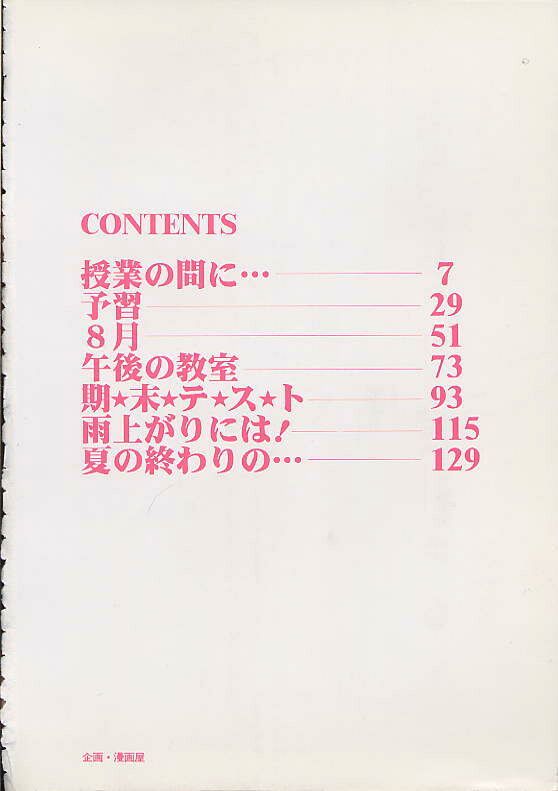 CONTENTS
授業の間に… 7
予習 29
8月 51
午後の教室 73
期★末★テ★ス★ト 93
雨上がりには! 115
夏の終わりの… 129
企画・漫画屋